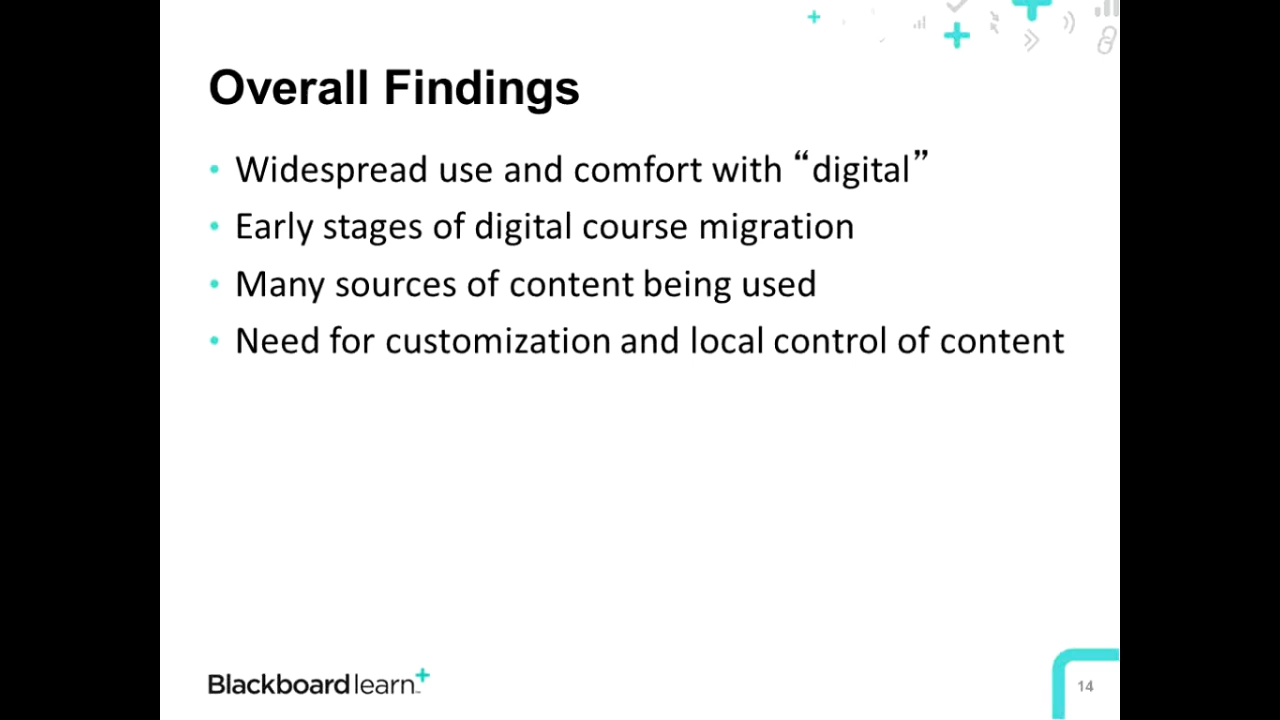 Overall Findings
• Widespread use and comfort with “digital”
• Early stages of digital course migration
• Many sources of content being used
• Need for customization and local control of content
Blackboard learn+
14